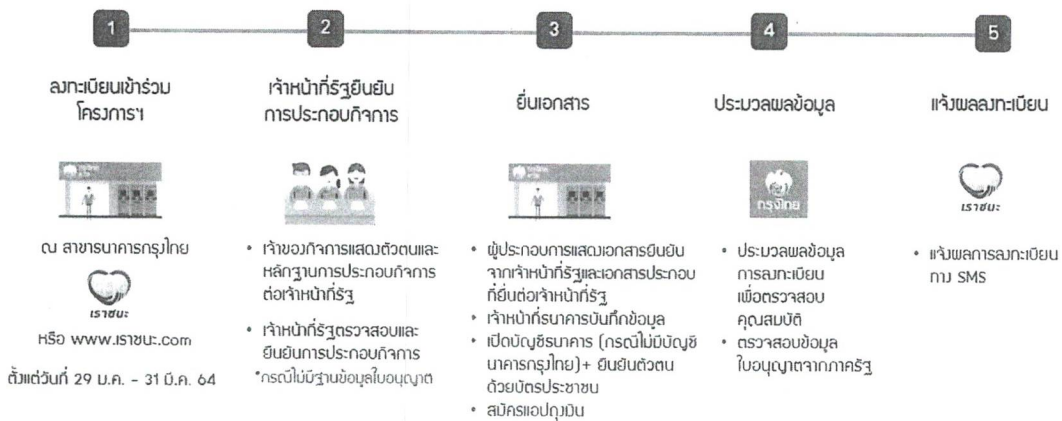 1
2
3
4
5
ลงทะเบียนเข้าร่วม
โครงการฯ
ณ สาขาธนาคารกรุงไทย
เราชนะ
หรือ www.เราชนะ.com
ตั้งแต่วันที่ 29 ม.ค. - 31 มี.ค. 64
เจ้าหน้าที่รัฐยืนยัน
การประกอบกิจการ
• เจ้าของกิจการแสดงตัวตนและ
หลักฐานการประกอบกิจการ
ต่อเจ้าหน้าที่รัฐ
• เจ้าหน้าที่รัฐตรวจสอบและ
ยืนยันการประกอบกิจการ
*กรณีไม่มีฐานข้อมูลใบอนุญาต
ยื่นเอกสาร
• ผู้ประกอบการแสดงเอกสารยืนยัน
จากเจ้าหน้าที่รัฐและเอกสารประกอบ
ที่ยื่นต่อเจ้าหน้าที่รัฐ
• เจ้าหน้าที่ธนาคารบันทึกข้อมูล
• เปิดบัญชีธนาคาร (กรณีไม่มีบัญชี
ธนาคารกรุงไทย)+ ยืนยันตัวตน
ด้วยบัตรประชาชน
• สมัครแอปถุงเงิน
ประมวลผลข้อมูล
กรุงไทย
• ประมวลผลข้อมูล
การลงทะเบียน
เพื่อตรวจสอบ
คุณสมบัติ
• ตรวจสอบข้อมูล
ใบอนุญาตจากภาครัฐ
แจ้งผลลงทะเบียน
เราชนะ
• แจ้งผลการลงทะเบียน
ทาง SMS